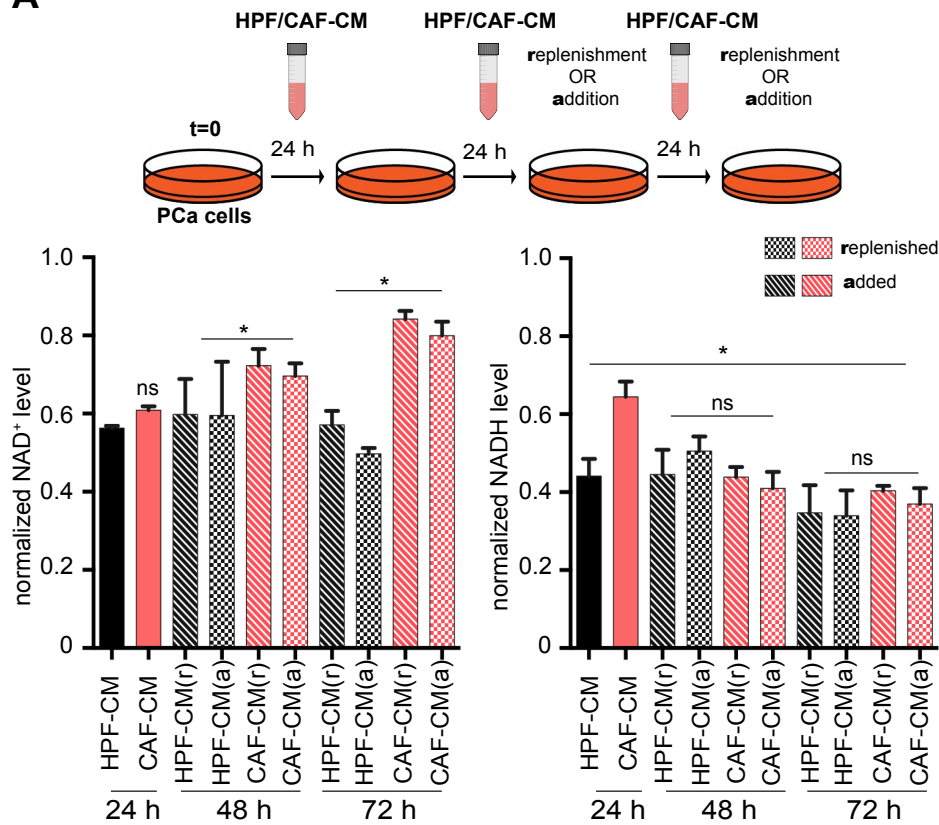 A
HPF/CAF-CM
HPF/CAF-CM
HPF/CAF-CM
replenishment
OR
addition
replenishment
OR
addition
t=0
24 h
24 h
24 h
PCa cells
replenished
added
normalized NAD+ level
1.0
0.8
0.6
0.4
0.2
0
ns
*
*
HPF-CM
CAF-CM
HPF-CM(r)
HPF-CM(a)
CAF-CM(r)
CAF-CM(a)
HPF-CM(r)
HPF-CM(a)
CAF-CM(r)
CAF-CM(a)
24 h
48 h
72 h
normalized NADH level
1.0
0.8
0.6
0.4
0.2
0
*
ns
ns
HPF-CM
CAF-CM
HPF-CM(r)
HPF-CM(a)
CAF-CM(r)
CAF-CM(a)
HPF-CM(r)
HPF-CM(a)
CAF-CM(r)
CAF-CM(a)
24 h
48 h
72 h